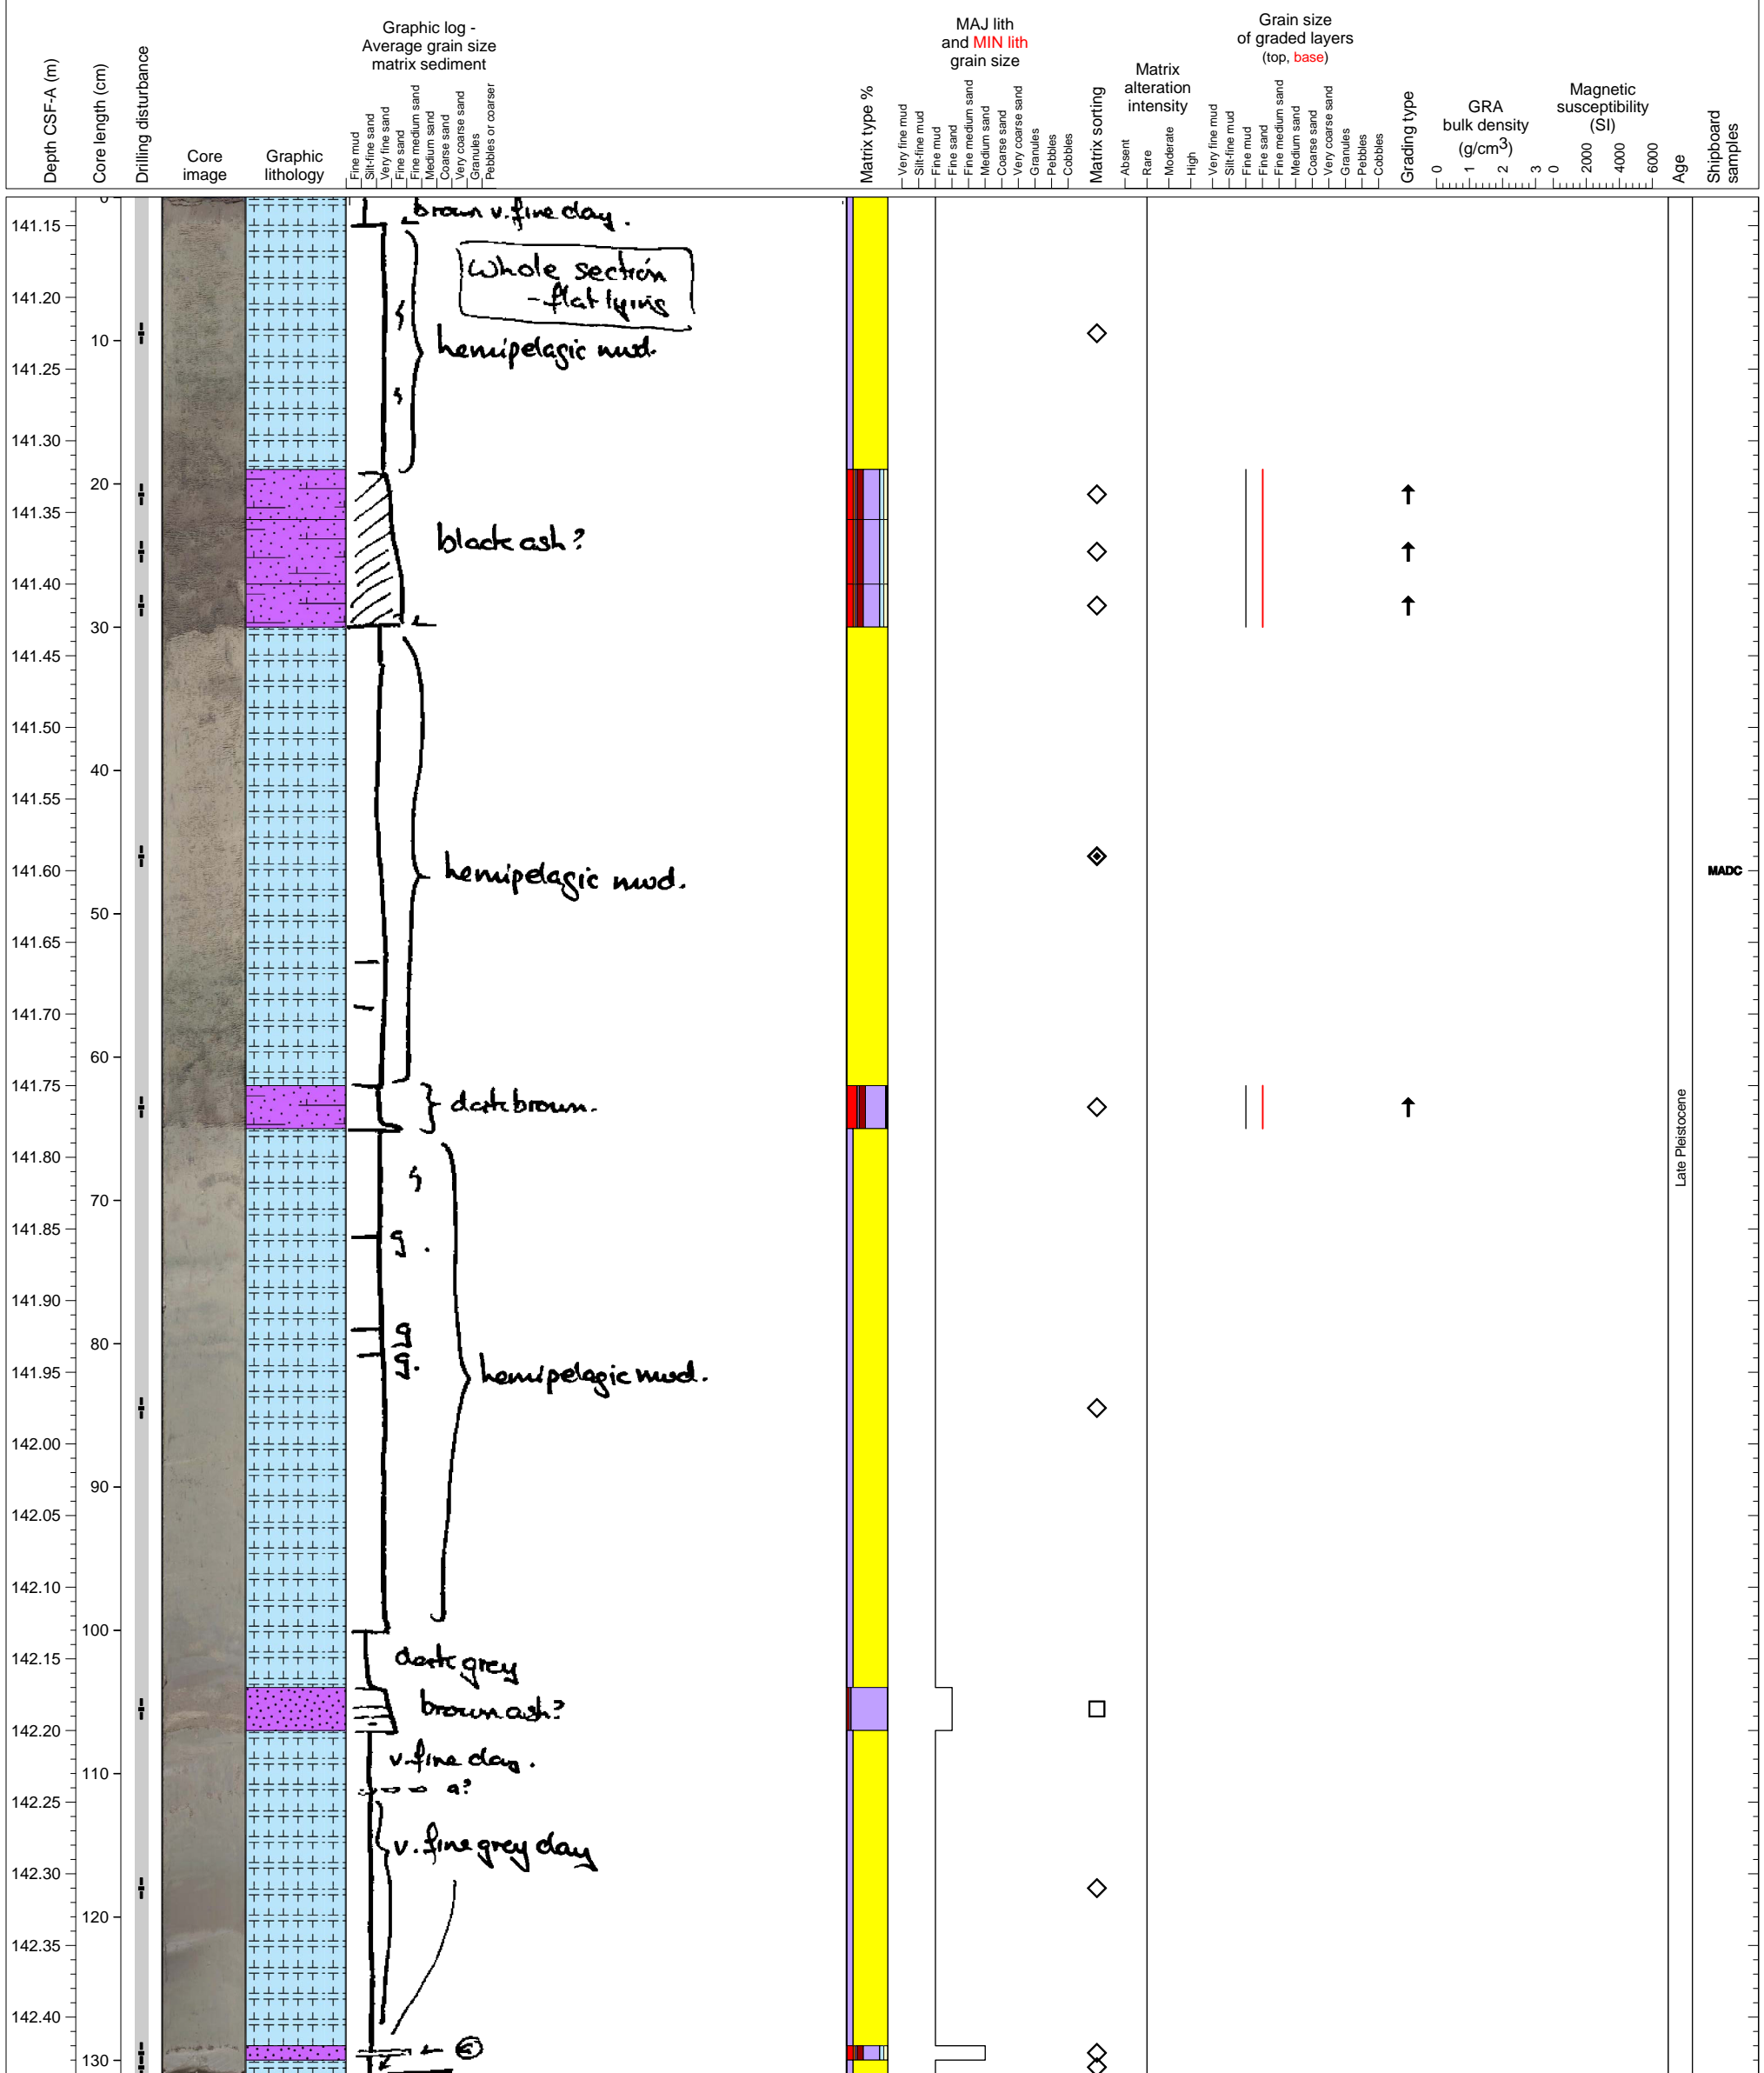 Depth CSF-A (m)
Core length (cm)
Drilling disturbance
Core
image
Graphic
lithology
Graphic log -
Average grain size
matrix sediment
Fine mud
Silt-fine sand
Very fine sand
Fine sand
Fine medium sand
Medium sand
Coarse sand
Very coarse sand
Granules
Pebbles or coarser
Matrix type %
MAJ lith
and MIN lith
grain size
Very fine mud
Silt-fine mud
Fine mud
Fine sand
Fine medium sand
Medium sand
Coarse sand
Very coarse sand
Granules
Pebbles
Cobbles
Matrix sorting
Matrix
alteration
intensity
Absent
Rare
Moderate
High
Grain size
of graded layers
(top, base)
Very fine mud
Silt-fine mud
Fine mud
Fine sand
Fine medium sand
Medium sand
Coarse sand
Very coarse sand
Granules
Pebbles
Cobbles
Grading type
GRA
bulk density
(g/cm3)
0 1 2 3
Magnetic
susceptibility
(SI)
0 2000 4000 6000
Age
Shipboard
samples
0
brown v. fine clay.
141.15
Whole section
141.20
- flat lying
10
hemipelagic mud.
141.25
141.30
20
141.35
black ash?
141.40
30
141.45
141.50
40
141.55
141.60
hemipelagic mud.
MADC
50
141.65
141.70
60
141.75
dark brown.
141.80
Late Pleistocene
70
141.85
141.90
80
141.95
hemipelagic mud.
142.00
90
142.05
142.10
100
142.15
dark grey
brown ash?
142.20
v. fine clay.
110
a?
142.25
v. fine grey clay
142.30
120
142.35
142.40
130